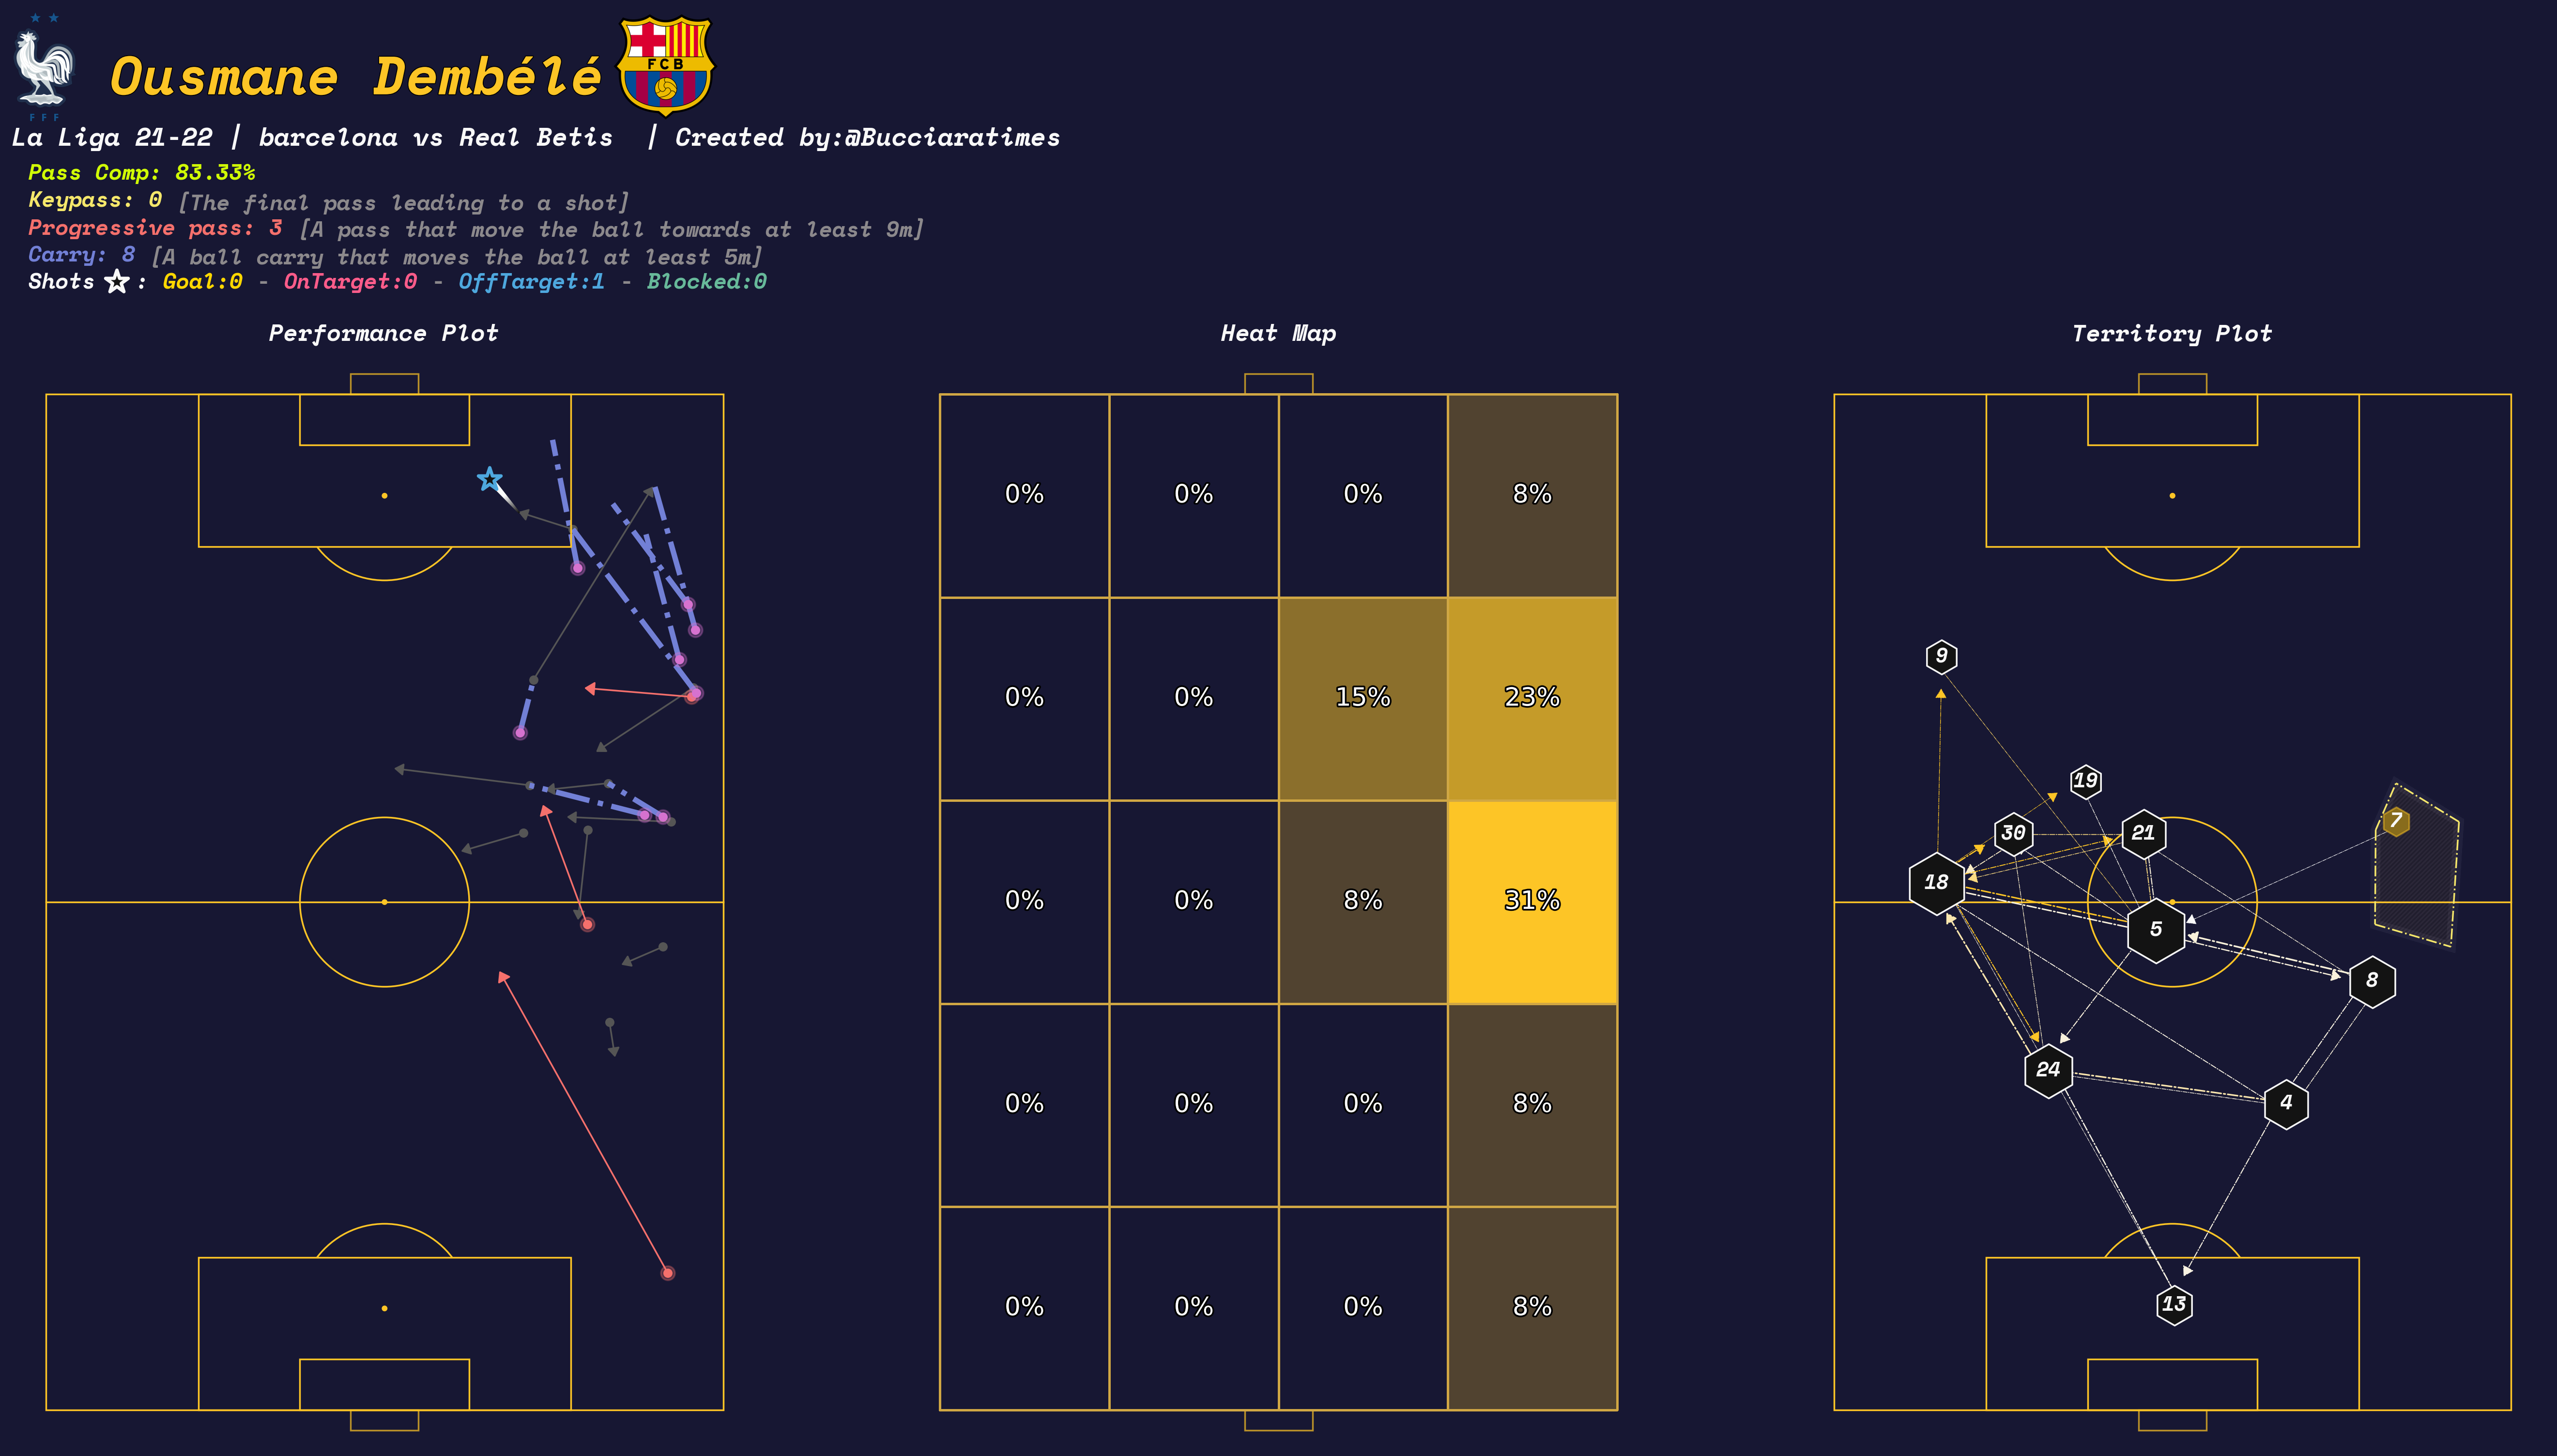 Ousmane Dembélé
FCB
FFF
La Liga 21-22 | barcelona vs Real Betis | Created by:@Bucciaratimes
Pass Comp: 83.33%
Keypass: 0 [The final pass leading to a shot]
Progressive pass: 3 [A pass that move the ball towards at least 9m]
Carry: 8 [A ball carry that moves the ball at least 5m]
Shots : Goal:0 - OnTarget:0 - OffTarget:1 - Blocked:0
Performance Plot
Heat Map
0% 0% 0% 8%
0% 0% 15% 23%
0% 0% 8% 31%
0% 0% 0% 8%
0% 0% 0% 8%
Territory Plot
9
19
7
30
21
18
5
8
24
4
13